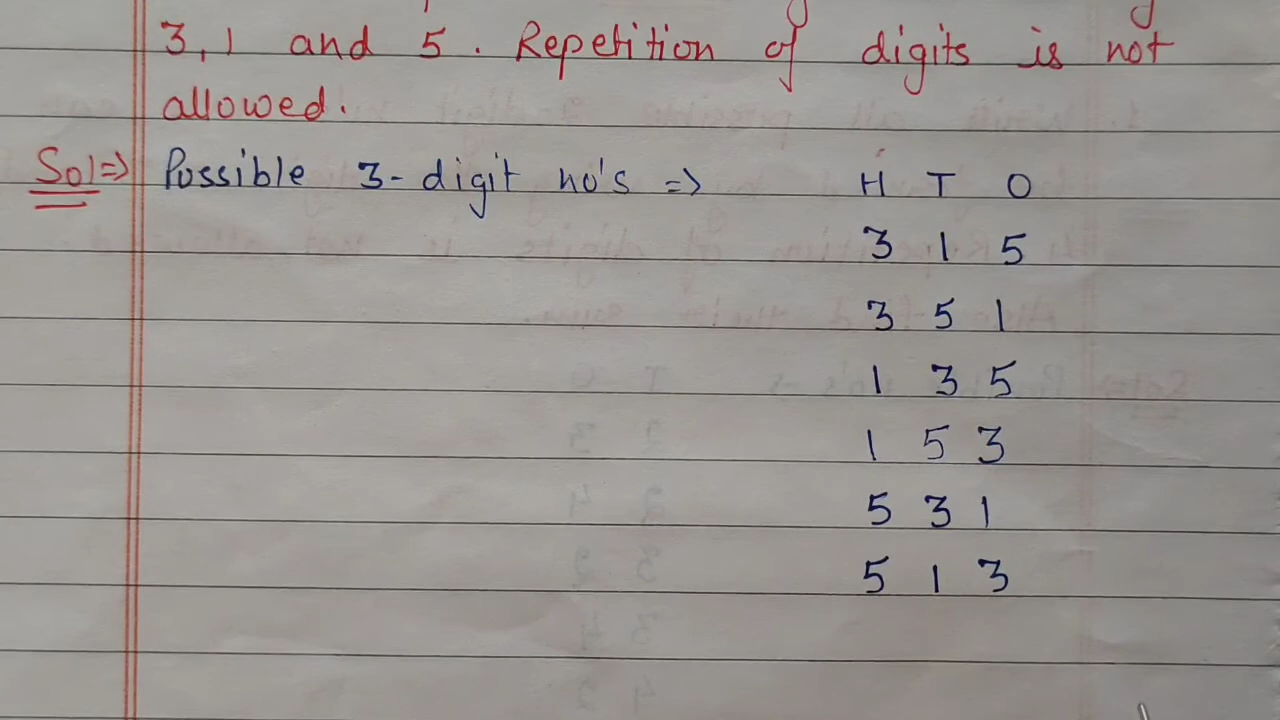 3, 1 and 5. Repetition of digits is not
allowed.
Sol=> Possible 3-digit no's => H T O
3 1 5
3 5 1
1 3 5
1 5 3
5 3 1
5 1 3